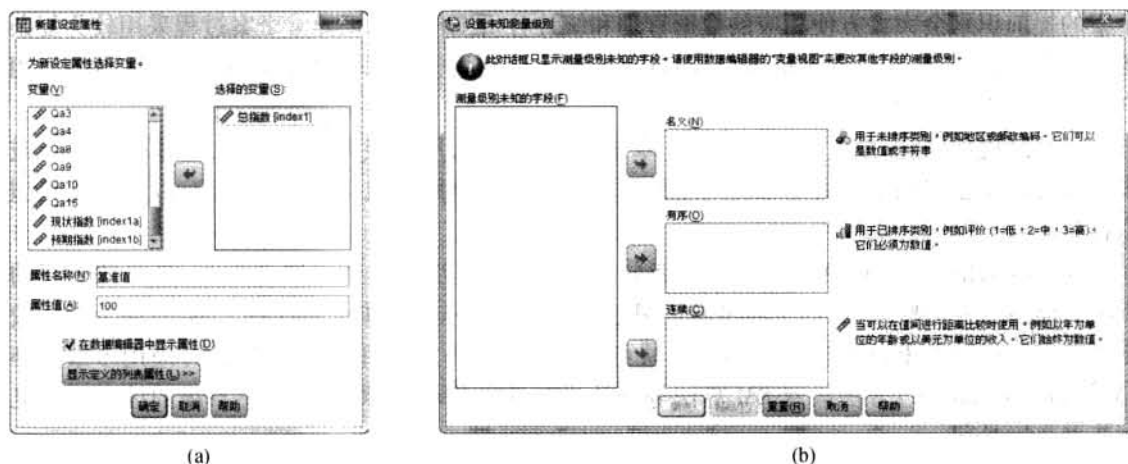 新建设定属性
为新设定属性选择变量。
变量(V):
Qa3
Qa4
Qa8
Qa9
Qa10
Qa16
现状指数 [index1a]
预期指数 [index1b]
选择的变量(S):
总指数 [index1]
属性名称(N): 基准值
属性值(A): 100
在数据编辑器中显示属性(D)
显示定义的列表属性(L) >>
确定 取消 帮助
(a)
设置未知测量级别
此对话框只显示测量级别未知的字段。请使用数据编辑器的"变量视图"来更改其他字段的测量级别。
测量级别未知的字段(F)
名义(N)
用于未排序类别，例如地区或邮政编码。它们可以
是数值或字符串
有序(O)
用于已排序类别，例如评价 (1=低，2=中，3=高)。
它们必须为数值。
连续(C)
当可以在值间进行距离比较时使用。例如以年为单
位的年龄或以美元为单位的收入。它们始终为数值。
重置(R) 取消 帮助
(b)